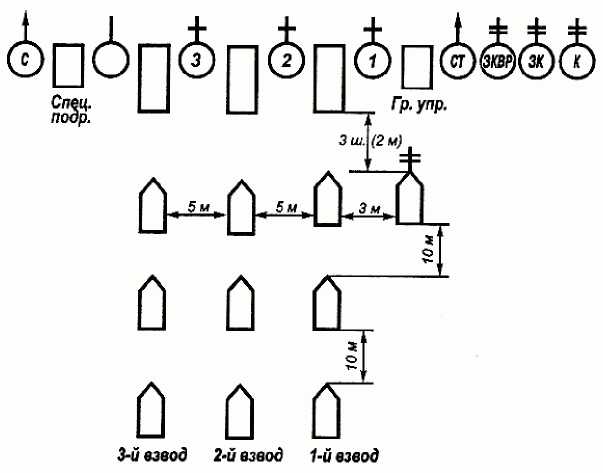 С
3
2
1
СТ
ЗКВР
ЗК
К
Спец.
подр.
Гр. упр.
3 ш. (2 м)
5 м
5 м
3 м
10 м
10 м
3-й взвод
2-й взвод
1-й взвод